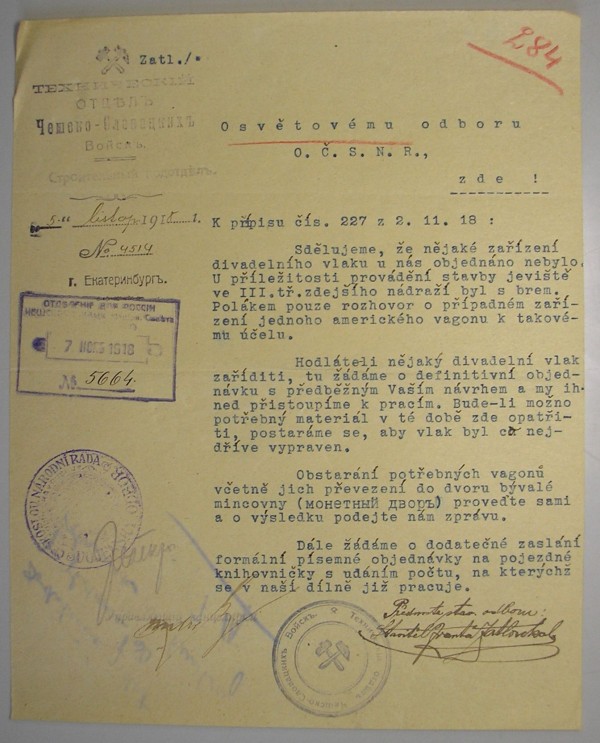 284
Zatl./*
ТЕХНИЧЕСКІЙ
ОТДѢЛЪ
Чешско-Словацкихъ
Войскъ.
Строительный подотдѣлъ.
Osvětovému odboru
O. Č. S. N. R.,
zde !
5. listop 1918 г.
No 4514
г. Екатеринбургъ.
K přípisu čís. 227 z 2. 11. 18 :
Sdělujeme, že nějaké zařízení
divadelního vlaku u nás objednáno nebylo.
U příležitosti provádění stavby jeviště
ve III.tř.zdejšího nádraží byl s brem.
Polákem pouze rozhovor o případném zaří-
zení jednoho amerického vagonu k takové-
mu účelu.
7 НОЯБ 1918
№ 5664.
Hodláteli nějaký divadelní vlak
zaříditi, tu žádáme o definitivní objed-
návku s předběžným Vaším návrhem a my ih-
ned přistoupíme k pracím. Bude-li možno
potřebný materiál v té době zde opatři-
ti, postaráme se, aby vlak byl co nej-
dříve vypraven.
Obstarání potřebných vagonů
včetně jich převezení do dvoru bývalé
mincovny (МОНЕТНЫЙ ДВОРЪ) proveďte sami
a o výsledku podejte nám zprávu.
Dále žádáme o dodatečné zaslání
formální písemné objednávky na pojezdné
knihovničky s udáním počtu, na kterýchž
se v naší dílně již pracuje.
Přednosta odboru: